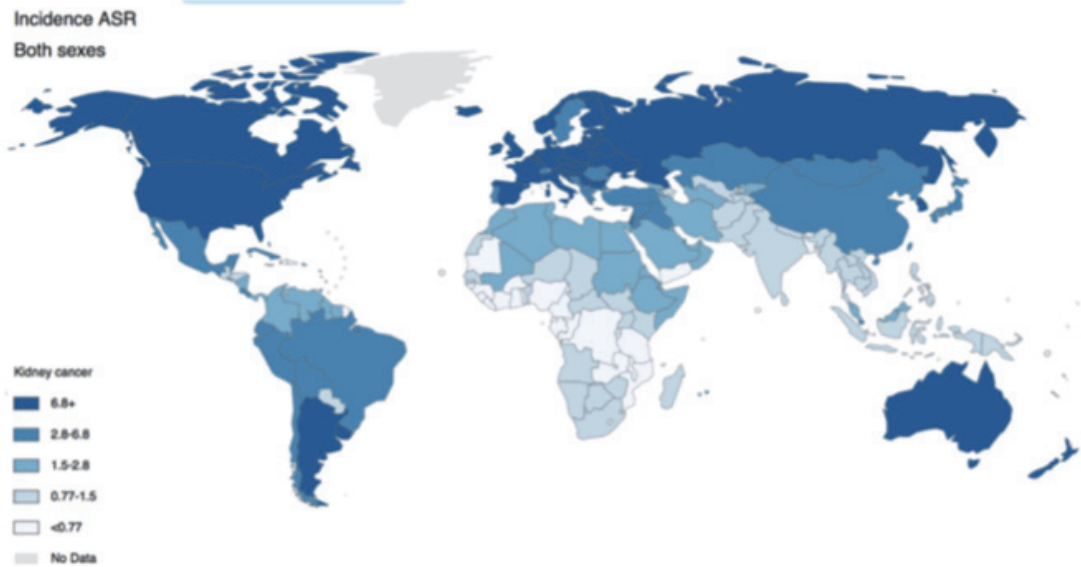 Incidence ASR
Both sexes
Kidney cancer
6.8+
2.8-6.8
1.5-2.8
0.77-1.5
<0.77
No Data